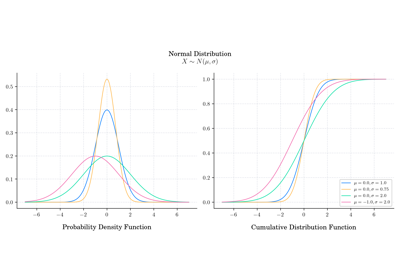 Normal Distribution
X ∼ N(μ, σ)
0.5
0.4
0.3
0.2
0.1
0.0
−6 −4 −2 0 2 4 6
Probability Density Function
1.0
0.8
0.6
0.4
0.2
0.0
−6 −4 −2 0 2 4 6
Cumulative Distribution Function
μ = 0.0, σ = 1.0
μ = 0.0, σ = 0.75
μ = 0.0, σ = 2.0
μ = −1.0, σ = 2.0